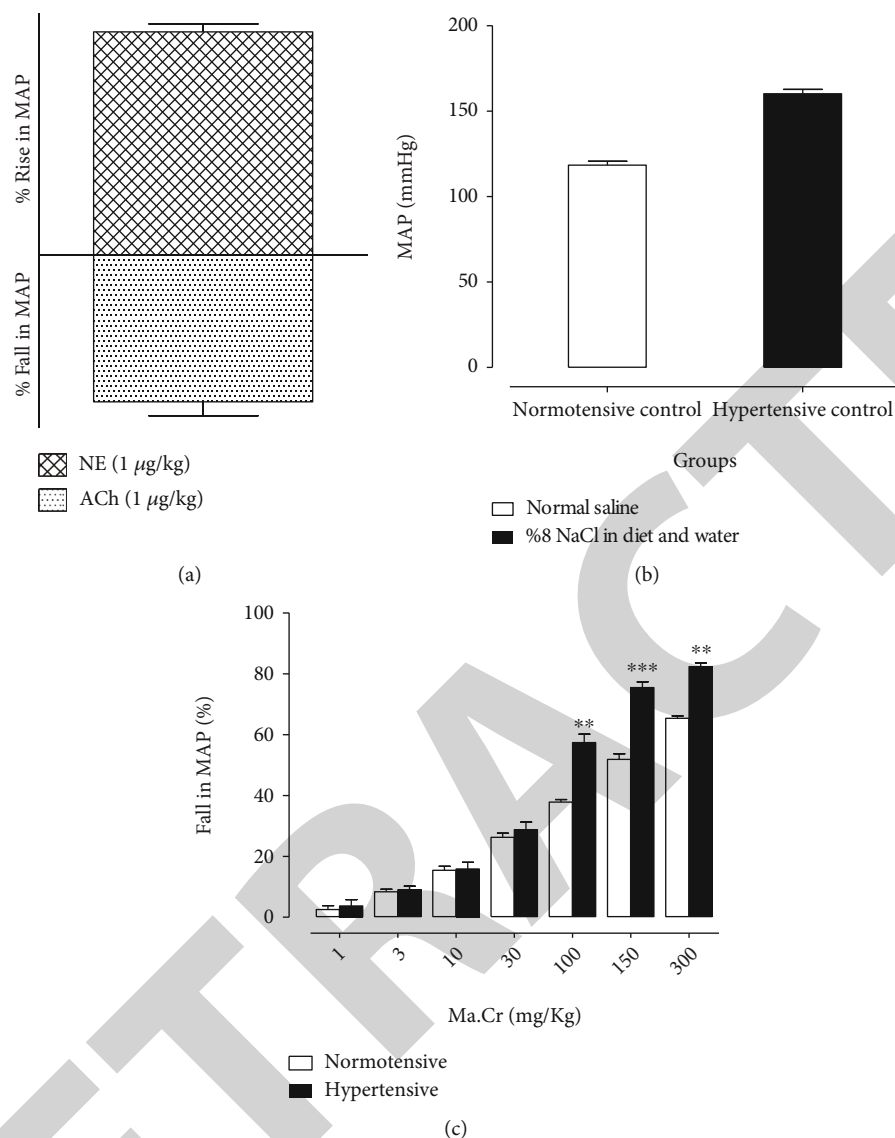 % Rise in MAP
% Fall in MAP
NE (1 μg/kg)
ACh (1 μg/kg)
(a)
MAP (mmHg)
200
150
100
50
0
Normotensive control Hypertensive control
Groups
Normal saline
%8 NaCl in diet and water
(b)
Fall in MAP (%)
100
80
60
40
20
0
**
***
**
1 3 10 30 100 150 300
Ma.Cr (mg/Kg)
Normotensive
Hypertensive
(c)